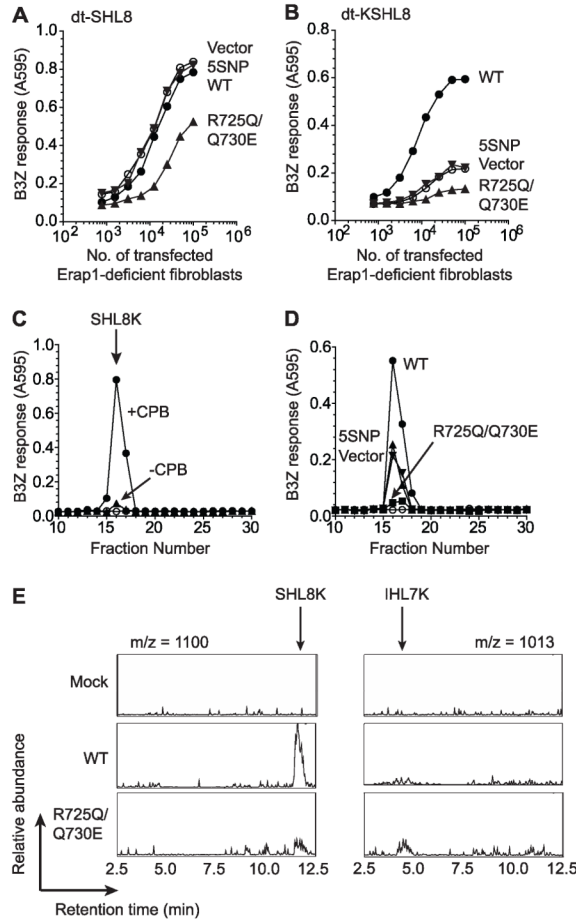 A
dt-SHL8
B3Z response (A595)
1.0
0.8
0.6
0.4
0.2
0.0
Vector
5SNP
WT
R725Q/
Q730E
10² 10³ 10⁴ 10⁵ 10⁶
No. of transfected
Erap1-deficient fibroblasts
B
dt-KSHL8
B3Z response (A595)
0.8
0.6
0.4
0.2
0.0
WT
5SNP
Vector
R725Q/
Q730E
10² 10³ 10⁴ 10⁵ 10⁶
No. of transfected
Erap1-deficient fibroblasts
C
SHL8K
B3Z response (A595)
1.0
0.8
0.6
0.4
0.2
0.0
+CPB
-CPB
10 15 20 25 30
Fraction Number
D
B3Z response (A595)
0.6
0.4
0.2
0.0
WT
R725Q/Q730E
5SNP
Vector
10 15 20 25 30
Fraction Number
E
SHL8K IHL7K
m/z = 1100 m/z = 1013
Mock
WT
R725Q/
Q730E
Relative abundance
2.5 5.0 7.5 10.0 12.5 2.5 5.0 7.5 10.0 12.5
Retention time (min)